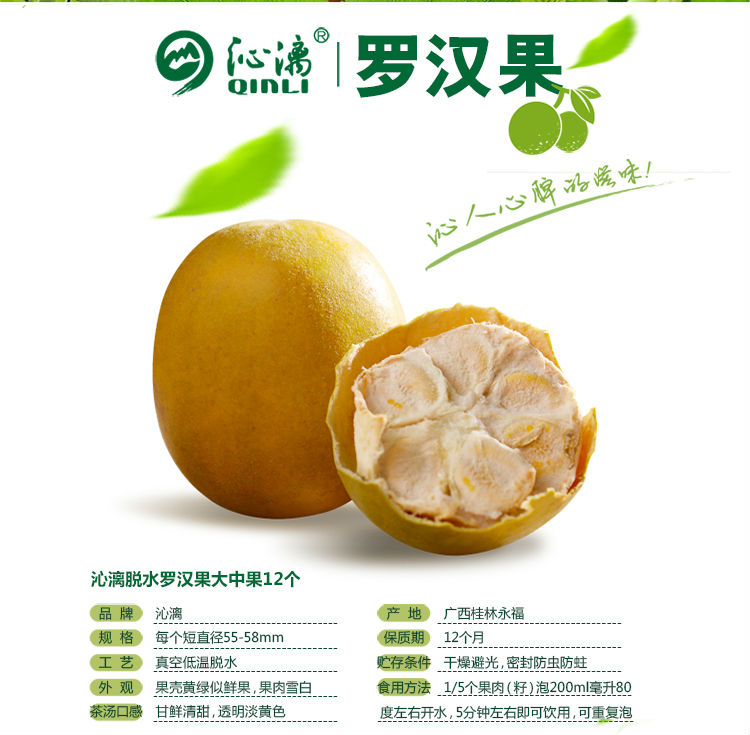 沁漓® | 罗汉果
QINLI
沁人心脾的滋味!
沁漓脱水罗汉果大中果12个
品 牌 沁漓
规 格 每个短直径55-58mm
工 艺 真空低温脱水
外 观 果壳黄绿似鲜果,果肉雪白
茶汤口感 甘鲜清甜,透明淡黄色
产 地 广西桂林永福
保质期 12个月
贮存条件 干燥避光,密封防虫防蛀
食用方法 1/5个果肉(籽)泡200ml毫升80
度左右开水,5分钟左右即可饮用,可重复泡